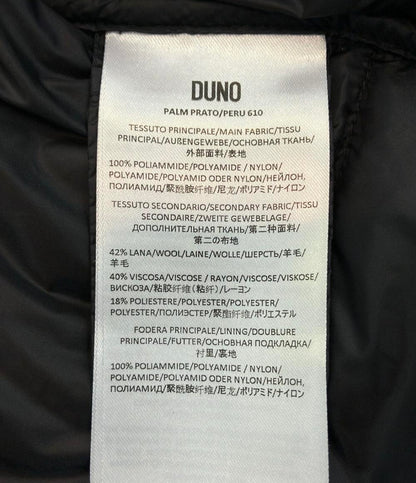 DUNO
PALM PRATO/PERU 610
TESSUTO PRINCIPALE/MAIN FABRIC/TISSU
PRINCIPAL/AUßENGEWEBE/ОСНОВНАЯ ТКАНЬ/
外部面料/表地
100% POLIAMMIDE/POLYAMIDE / NYLON/
POLYAMIDE/POLYAMID ODER NYLON/НЕЙЛОН,
ПОЛИАМИД/聚酰胺纤维/尼龙/ポリアミド/ナイロン
TESSUTO SECONDARIO/SECONDARY FABRIC/TISSU
SECONDAIRE/ZWEITE GEWEBELAGE/
ДОПОЛНИТЕЛЬНАЯ ТКАНЬ/第二种面料/
第二の布地
42% LANA/WOOL/LAINE/WOLLE/ШЕРСТЬ/羊毛/
羊毛
40% VISCOSA/VISCOSE / RAYON/VISCOSE/VISKOSE/
ВИСКОЗА/粘胶纤维(粘纤)/レーヨン
18% POLIESTERE/POLYESTER/POLYESTER/
POLYESTER/ПОЛИЭСТЕР/聚酯纤维/ポリエステル
FODERA PRINCIPALE/LINING/DOUBLURE
PRINCIPALE/FUTTER/ОСНОВНАЯ ПОДКЛАДКА/
衬里/裏地
100% POLIAMMIDE/POLYAMIDE / NYLON/
POLYAMIDE/POLYAMID ODER NYLON/НЕЙЛОН,
ПОЛИАМИД/聚酰胺纤维/尼龙/ポリアミド/ナイロン